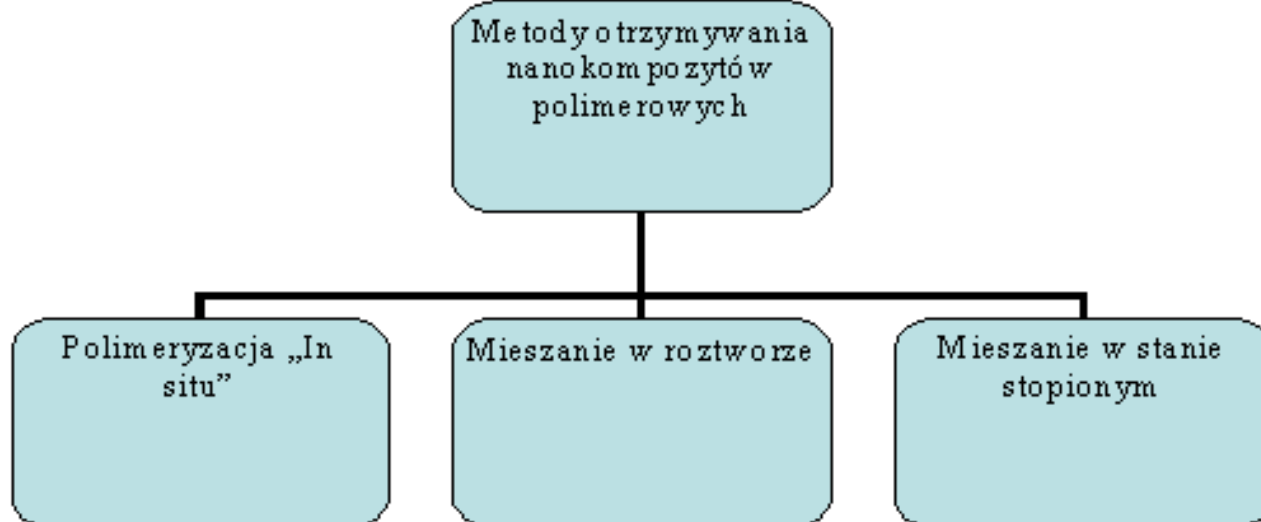 Metody otrzymywania
nanokompozytów
polimerowych
Polimeryzacja „In
situ”
Mieszanie w roztworze
Mieszanie w stanie
stopionym